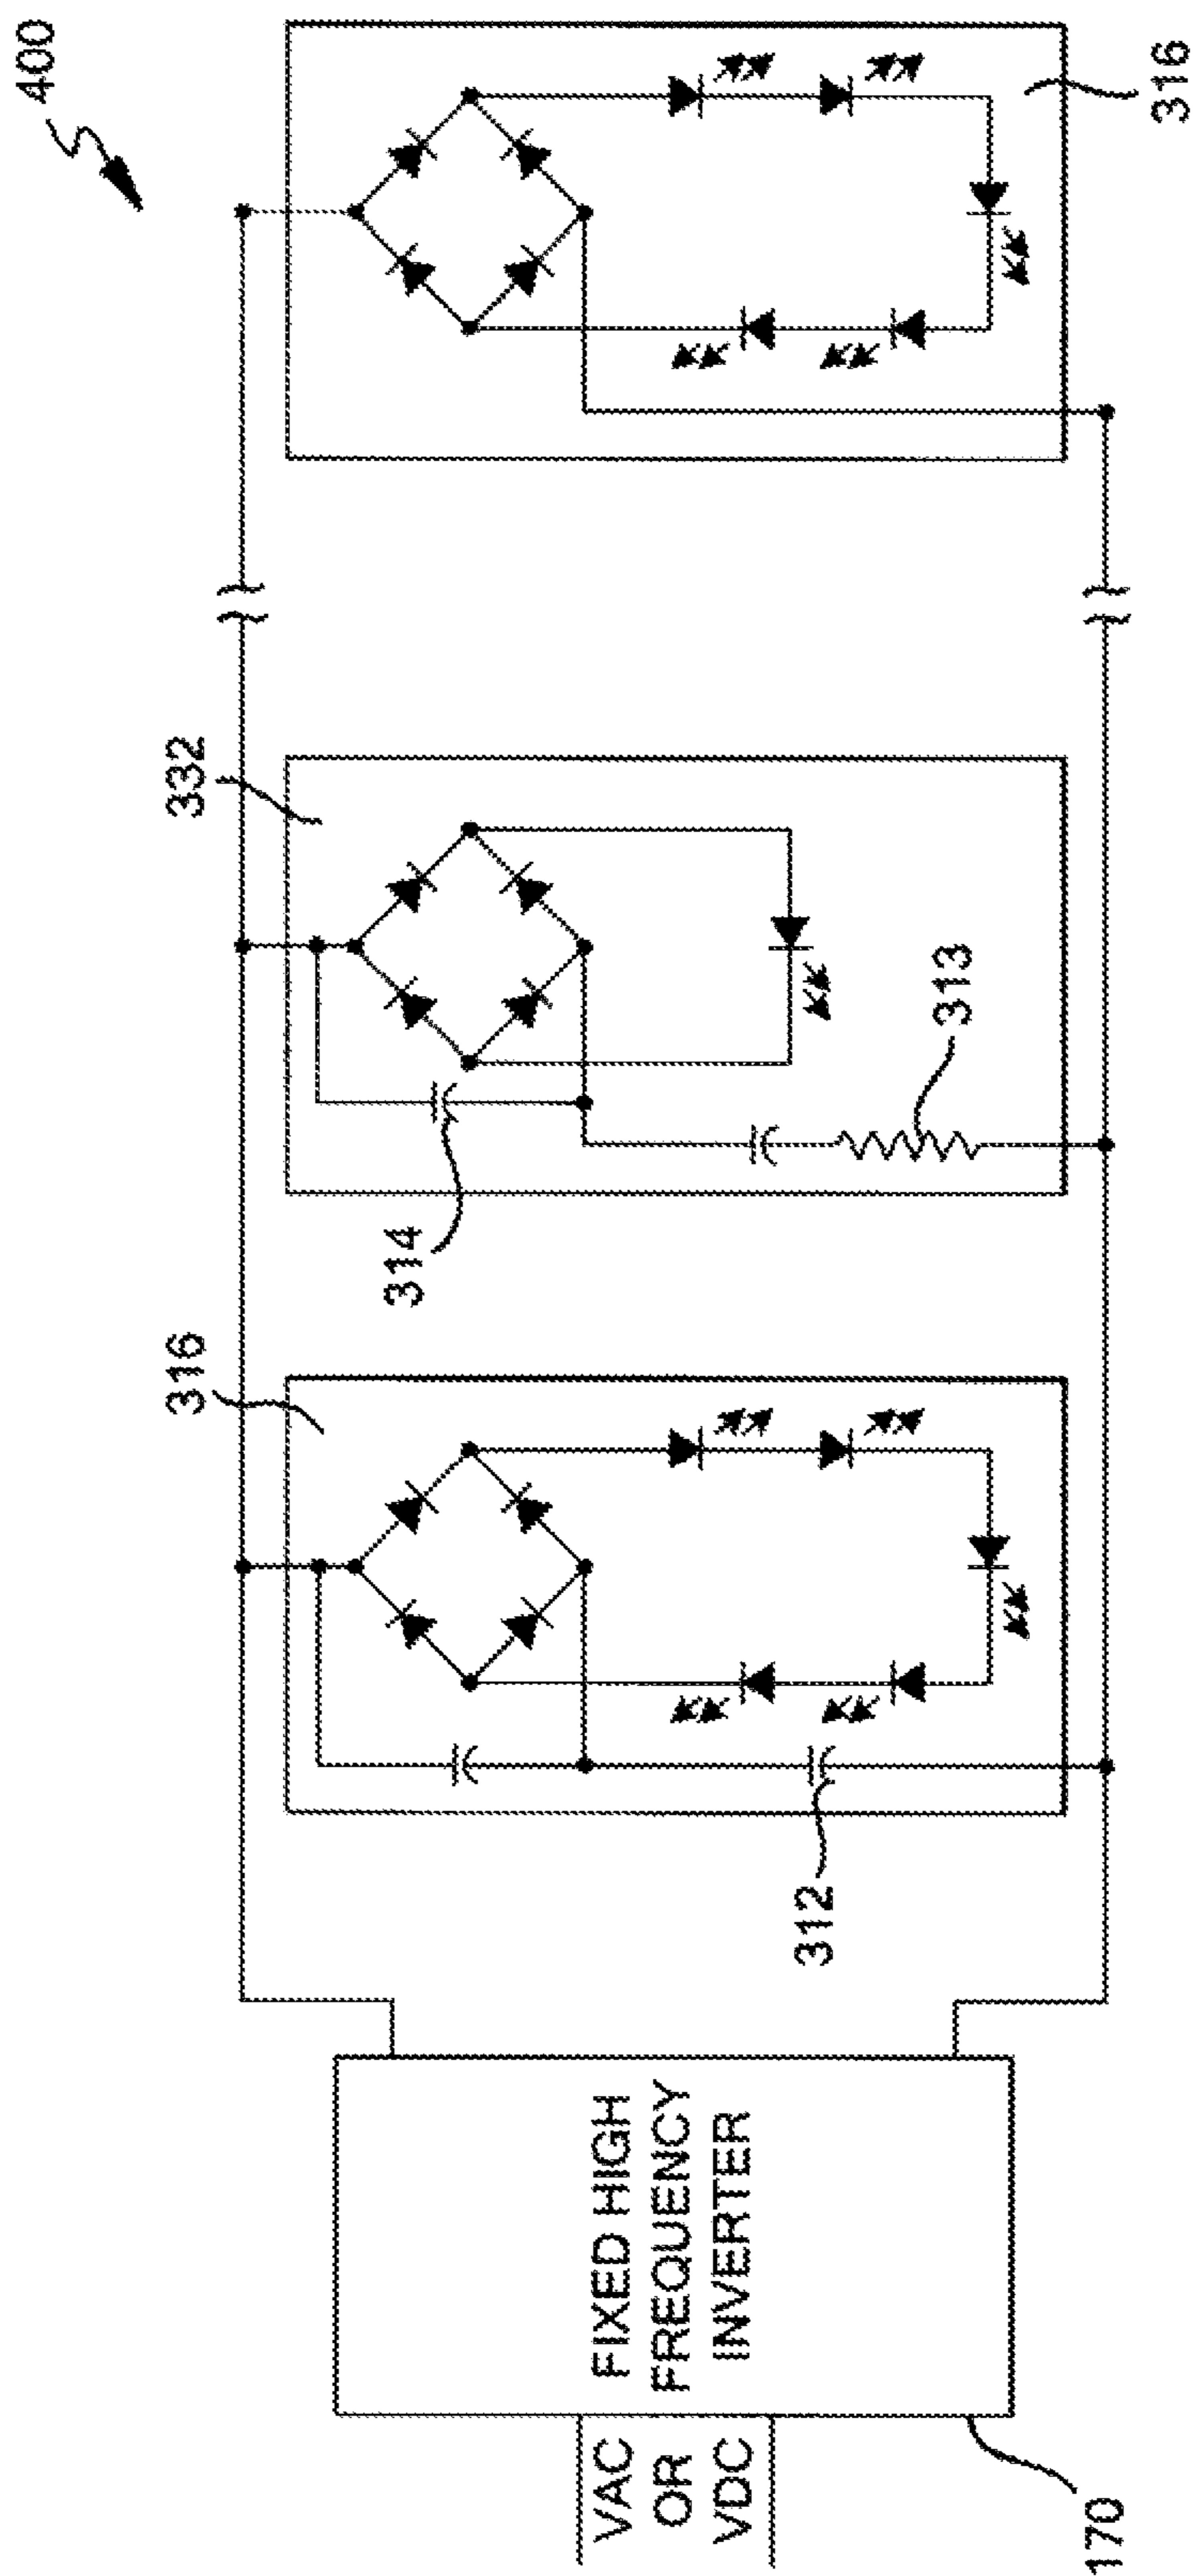 400
316
332
313
314
316
312
FIXED HIGH
FREQUENCY
INVERTER
VAC
OR
VDC
170